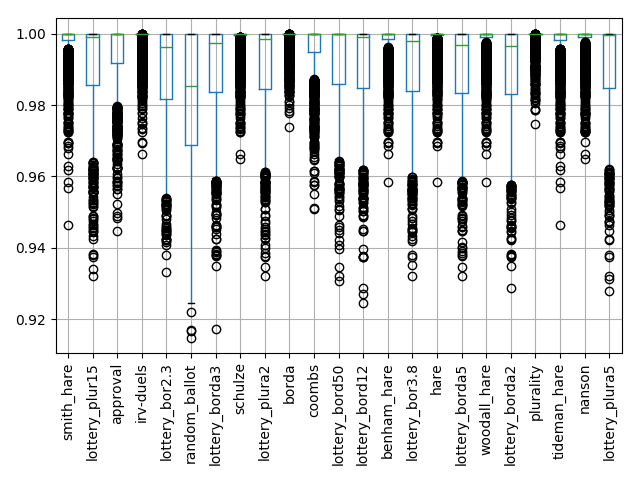 1.00
0.98
0.96
0.94
0.92
smith_hare
lottery_plur15
approval
irv-duels
lottery_bor2.3
random_ballot
lottery_borda3
schulze
lottery_plura2
borda
coombs
lottery_bord50
lottery_bord12
benham_hare
lottery_bor3.8
hare
lottery_borda5
woodall_hare
lottery_borda2
plurality
tideman_hare
nanson
lottery_plura5